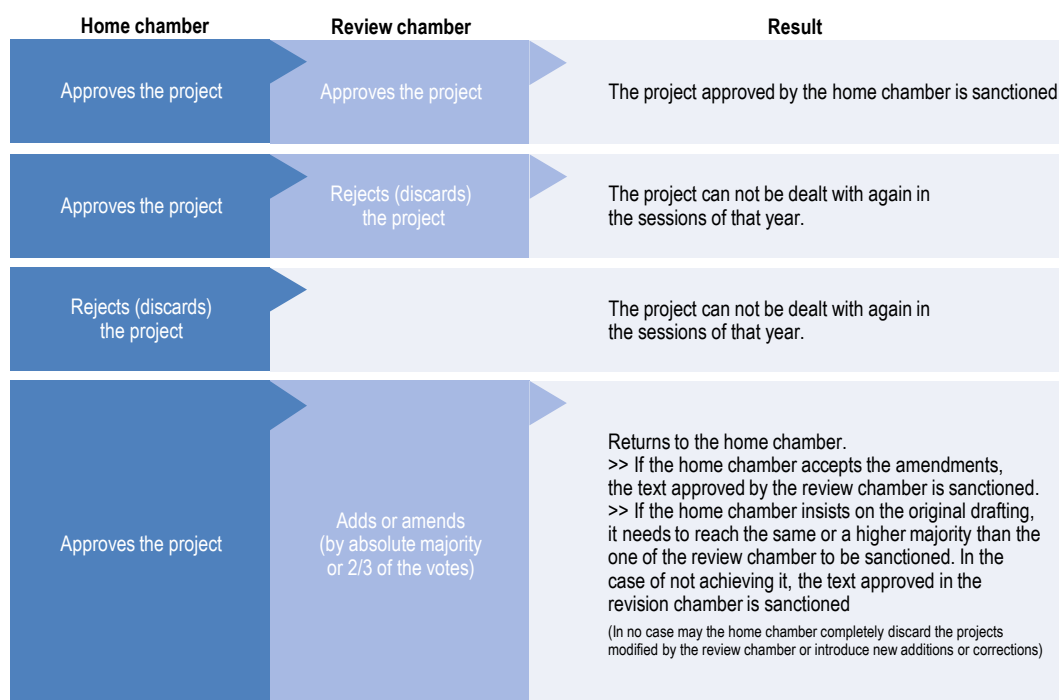 Home chamber
Review chamber
Result
Approves the project
Approves the project
The project approved by the home chamber is sanctioned
Approves the project
Rejects (discards)
the project
The project can not be dealt with again in
the sessions of that year.
Rejects (discards)
the project
The project can not be dealt with again in
the sessions of that year.
Approves the project
Adds or amends
(by absolute majority
or 2/3 of the votes)
Returns to the home chamber.
>> If the home chamber accepts the amendments,
the text approved by the review chamber is sanctioned.
>> If the home chamber insists on the original drafting,
it needs to reach the same or a higher majority than the
one of the review chamber to be sanctioned. In the
case of not achieving it, the text approved in the
revision chamber is sanctioned
(In no case may the home chamber completely discard the projects
modified by the review chamber or introduce new additions or corrections)